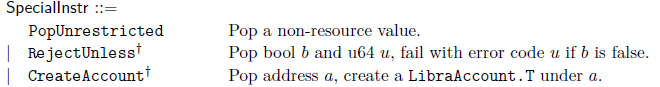 SpecialInstr ::=
PopUnrestricted Pop a non-resource value.
| RejectUnless† Pop bool b and u64 u, fail with error code u if b is false.
| CreateAccount† Pop address a, create a LibraAccount.T under a.